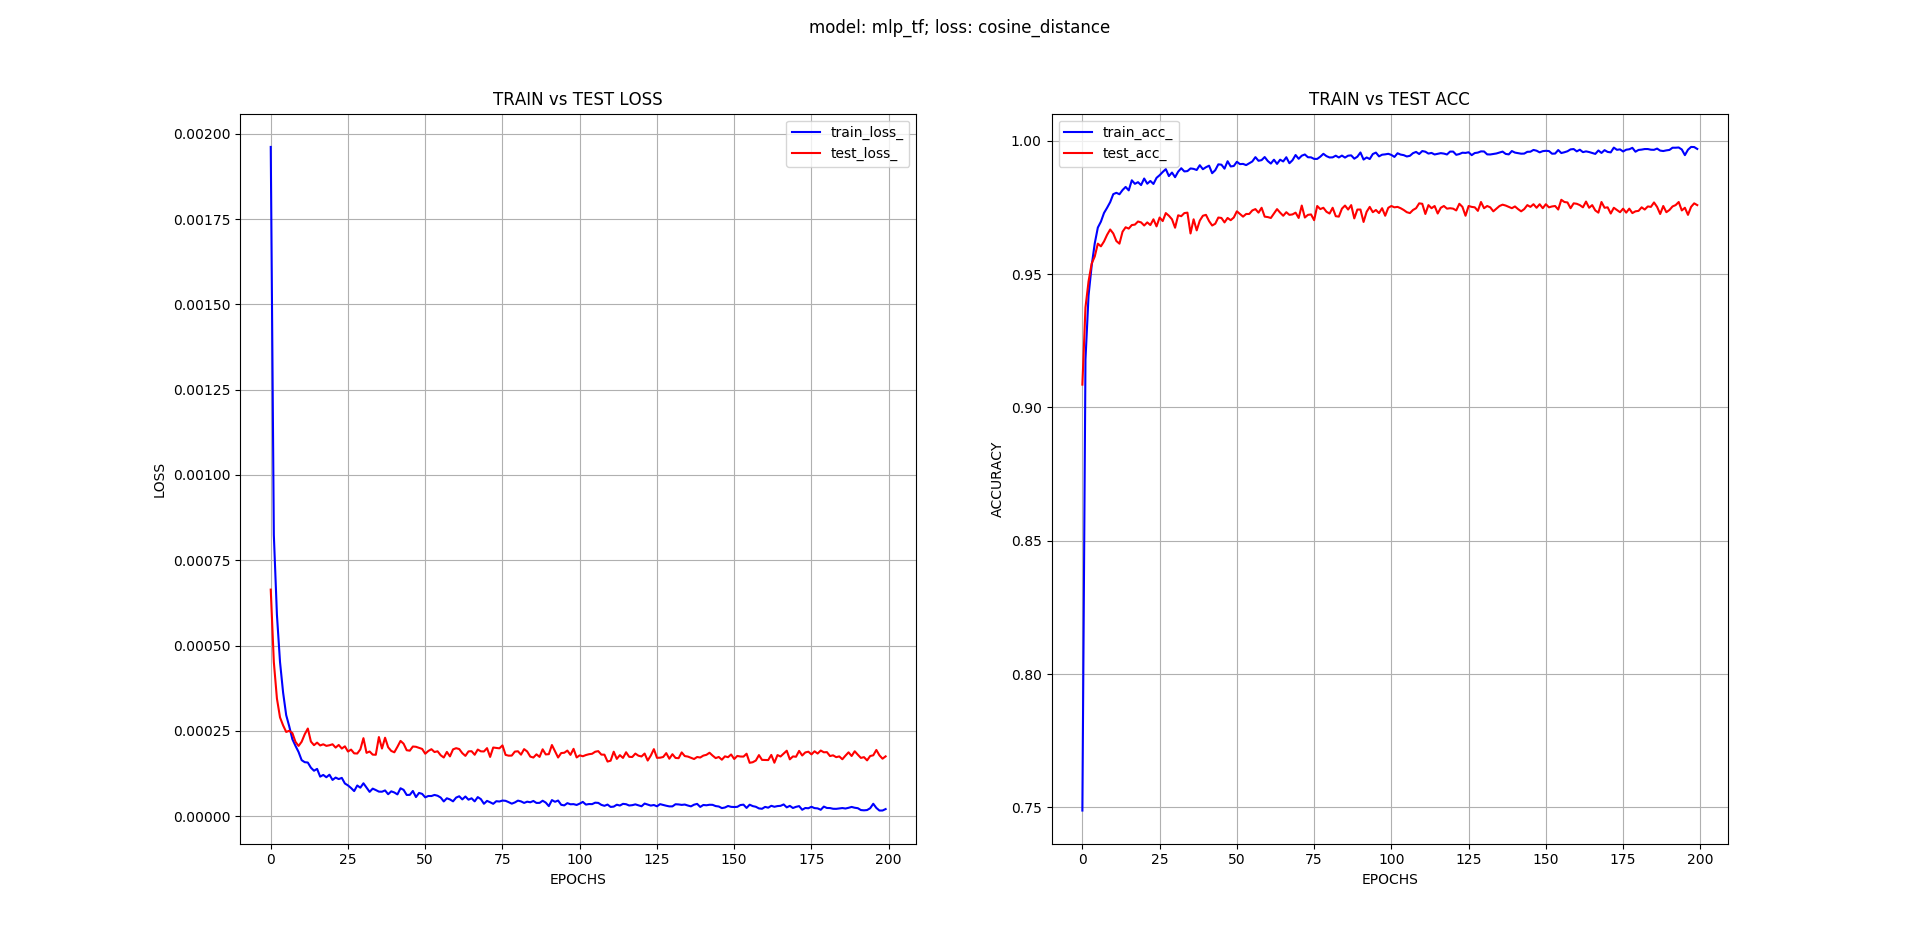 model: mlp_tf; loss: cosine_distance
TRAIN vs TEST LOSS
train_loss_
test_loss_
0.00200
0.00175
0.00150
0.00125
0.00100
0.00075
0.00050
0.00025
0.00000
LOSS
0 25 50 75 100 125 150 175 200
EPOCHS
TRAIN vs TEST ACC
train_acc_
test_acc_
1.00
0.95
0.90
0.85
0.80
0.75
ACCURACY
0 25 50 75 100 125 150 175 200
EPOCHS